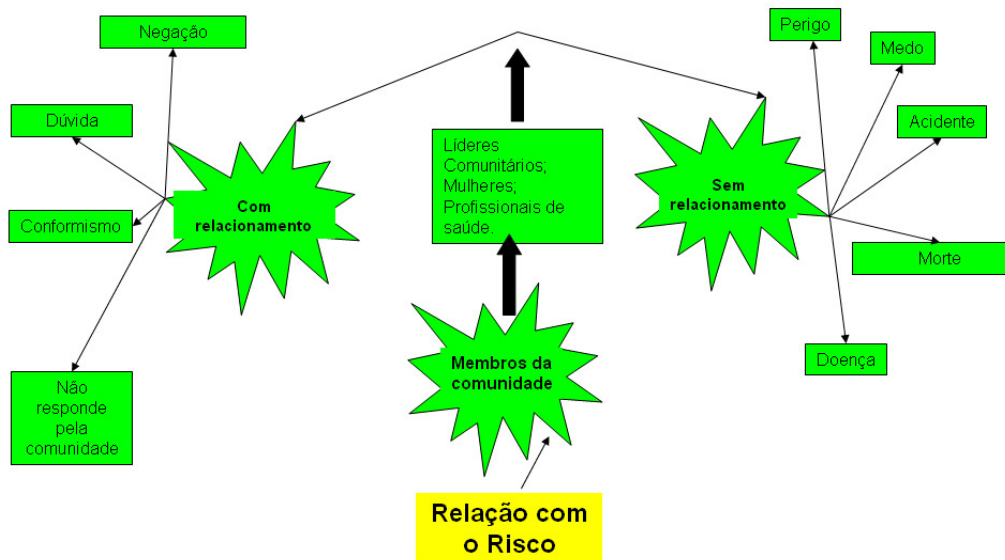 Negação
Dúvida
Conformismo
Não
responde
pela
comunidade
Com
relacionamento
Líderes
Comunitários;
Mulheres;
Profissionais de
saúde.
Membros da
comunidade
Relação com
o Risco
Sem
relacionamento
Perigo
Medo
Acidente
Morte
Doença